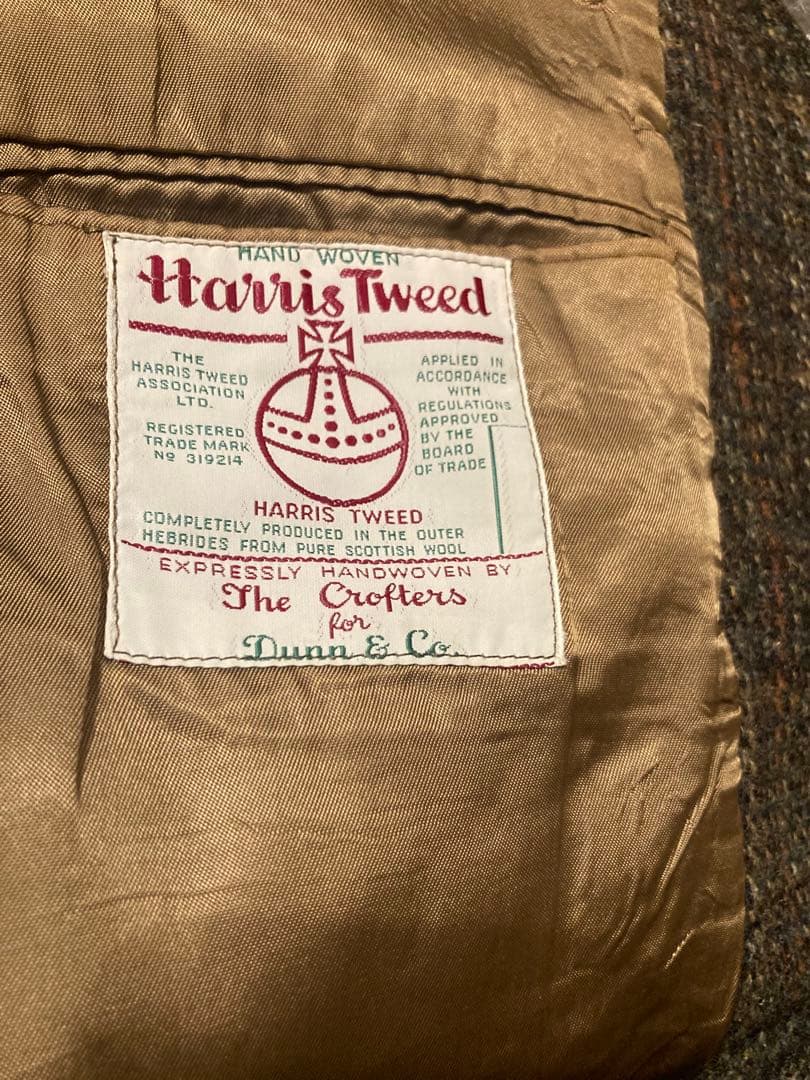 HAND WOVEN
Harris Tweed
THE
HARRIS TWEED
ASSOCIATION
LTD.
REGISTERED
TRADE MARK
Nº 319214
APPLIED IN
ACCORDANCE
WITH
REGULATIONS
APPROVED
BY THE
BOARD
OF TRADE
HARRIS TWEED
COMPLETELY PRODUCED IN THE OUTER
HEBRIDES FROM PURE SCOTTISH WOOL
EXPRESSLY HANDWOVEN BY
The Crofters
for
Dunn & Co.